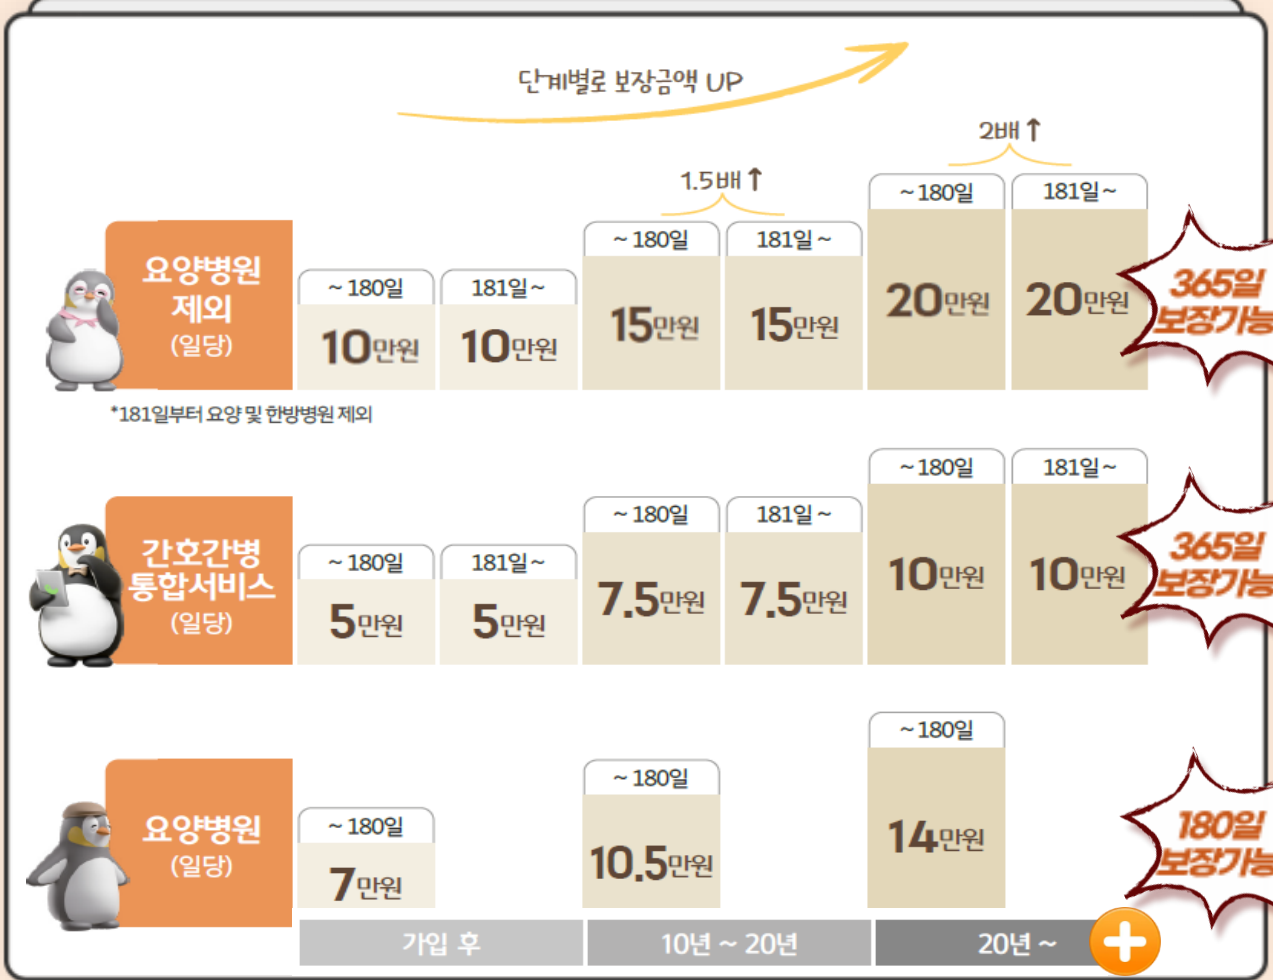 단계별로 보장금액 UP
2배↑
1.5배↑
~180일 181일~
~180일 181일~
~180일 181일~
요양병원
제외
(일당)
10만원 10만원 15만원 15만원 20만원 20만원
365일
보장가능
*181일부터 요양 및 한방병원 제외
~180일 181일~
~180일 181일~
~180일 181일~
간호간병
통합서비스
(일당)
5만원 5만원 7.5만원 7.5만원 10만원 10만원
365일
보장가능
~180일
~180일
~180일
요양병원
(일당)
7만원 10.5만원 14만원
180일
보장가능
가입 후 10년 ~ 20년 20년 ~